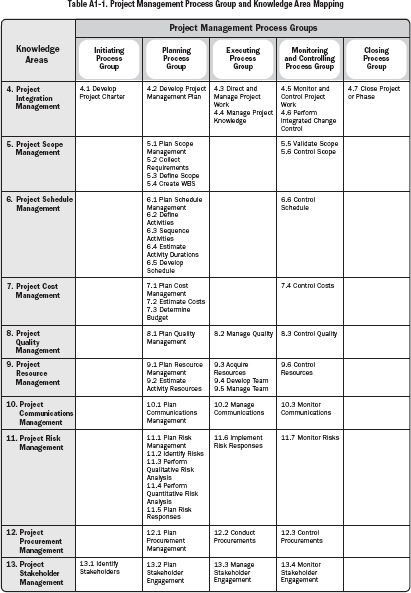 Table A1-1. Project Management Process Group and Knowledge Area Mapping
Project Management Process Groups
Knowledge
Areas
Initiating
Process
Group
Planning
Process
Group
Executing
Process
Group
Monitoring
and Controlling
Process Group
Closing
Process
Group
4. Project
Integration
Management
4.1 Develop
Project Charter
4.2 Develop Project
Management Plan
4.3 Direct and
Manage Project
Work
4.4 Manage Project
Knowledge
4.5 Monitor and
Control Project
Work
4.6 Perform
Integrated Change
Control
4.7 Close Project
or Phase
5. Project Scope
Management
5.1 Plan Scope
Management
5.2 Collect
Requirements
5.3 Define Scope
5.4 Create WBS
5.5 Validate Scope
5.6 Control Scope
6. Project Schedule
Management
6.1 Plan Schedule
Management
6.2 Define
Activities
6.3 Sequence
Activities
6.4 Estimate
Activity Durations
6.5 Develop
Schedule
6.6 Control
Schedule
7. Project Cost
Management
7.1 Plan Cost
Management
7.2 Estimate Costs
7.3 Determine
Budget
7.4 Control Costs
8. Project
Quality
Management
8.1 Plan Quality
Management
8.2 Manage Quality
8.3 Control Quality
9. Project
Resource
Management
9.1 Plan Resource
Management
9.2 Estimate
Activity Resources
9.3 Acquire
Resources
9.4 Develop Team
9.5 Manage Team
9.6 Control
Resources
10. Project
Communications
Management
10.1 Plan
Communications
Management
10.2 Manage
Communications
10.3 Monitor
Communications
11. Project Risk
Management
11.1 Plan Risk
Management
11.2 Identify Risks
11.3 Perform
Qualitative Risk
Analysis
11.4 Perform
Quantitative Risk
Analysis
11.5 Plan Risk
Responses
11.6 Implement
Risk Responses
11.7 Monitor Risks
12. Project
Procurement
Management
12.1 Plan
Procurement
Management
12.2 Conduct
Procurements
12.3 Control
Procurements
13. Project
Stakeholder
Management
13.1 Identify
Stakeholders
13.2 Plan
Stakeholder
Engagement
13.3 Manage
Stakeholder
Engagement
13.4 Monitor
Stakeholder
Engagement